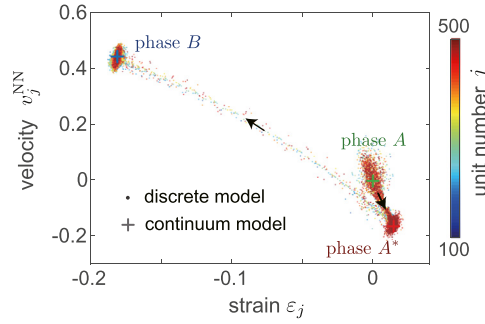 0.6
0.4
0.2
0
-0.2
velocity v_j^NN
phase B
phase A
phase A*
discrete model
continuum model
-0.2
-0.1
0
strain ε_j
500
100
unit number j